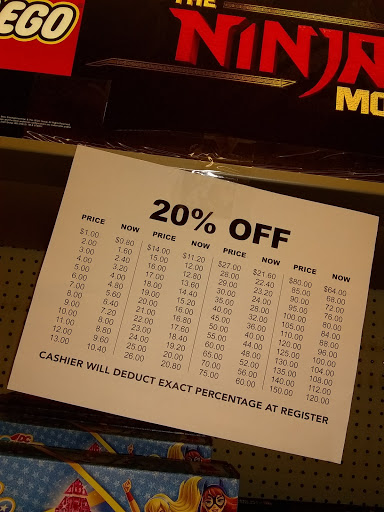 LEGO
THE
NINJA
MO
20% OFF
PRICE NOW PRICE NOW PRICE NOW PRICE NOW
$1.00 $0.80 $14.00 $11.20 $27.00 $21.60 $80.00 $64.00
2.00 1.60 15.00 12.00 28.00 22.40 85.00 68.00
3.00 2.40 16.00 12.80 29.00 23.20 90.00 72.00
4.00 3.20 17.00 13.60 30.00 24.00 95.00 76.00
5.00 4.00 18.00 14.40 35.00 28.00 100.00 80.00
6.00 4.80 19.00 15.20 40.00 32.00 105.00 84.00
7.00 5.60 20.00 16.00 45.00 36.00 110.00 88.00
8.00 6.40 21.00 16.80 50.00 40.00 120.00 96.00
9.00 7.20 22.00 17.60 55.00 44.00 125.00 100.00
10.00 8.00 23.00 18.40 60.00 48.00 130.00 104.00
11.00 8.80 24.00 19.20 65.00 52.00 135.00 108.00
12.00 9.60 25.00 20.00 70.00 56.00 140.00 112.00
13.00 10.40 26.00 20.80 75.00 60.00 150.00 120.00
CASHIER WILL DEDUCT EXACT PERCENTAGE AT REGISTER